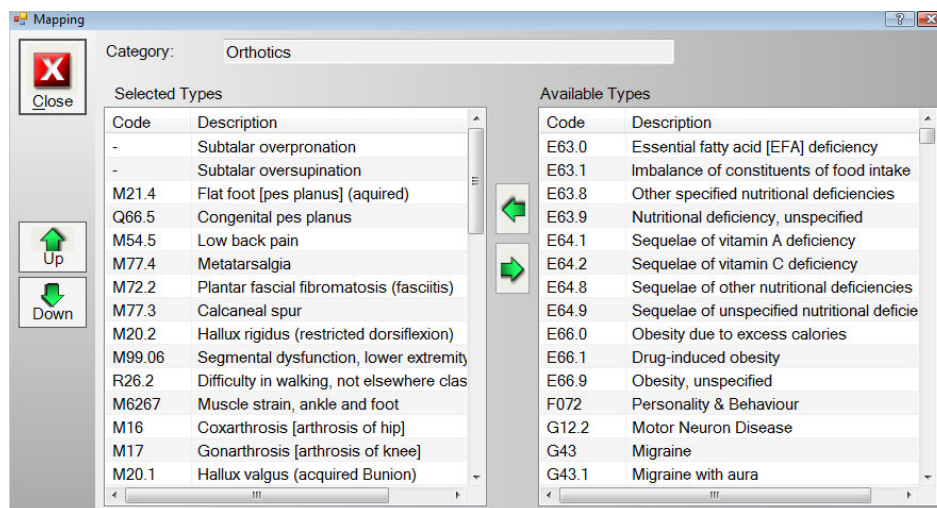 Mapping
Close
Category: Orthotics
Selected Types
Code Description
- Subtalar overpronation
- Subtalar oversupination
M21.4 Flat foot [pes planus] (aquired)
Q66.5 Congenital pes planus
M54.5 Low back pain
M77.4 Metatarsalgia
M72.2 Plantar fascial fibromatosis (fasciitis)
M77.3 Calcaneal spur
M20.2 Hallux rigidus (restricted dorsiflexion)
M99.06 Segmental dysfunction, lower extremity
R26.2 Difficulty in walking, not elsewhere clas
M6267 Muscle strain, ankle and foot
M16 Coxarthrosis [arthrosis of hip]
M17 Gonarthrosis [arthrosis of knee]
M20.1 Hallux valgus (acquired Bunion)
Up
Down
Available Types
Code Description
E63.0 Essential fatty acid [EFA] deficiency
E63.1 Imbalance of constituents of food intake
E63.8 Other specified nutritional deficiencies
E63.9 Nutritional deficiency, unspecified
E64.1 Sequelae of vitamin A deficiency
E64.2 Sequelae of vitamin C deficiency
E64.8 Sequelae of other nutritional deficiencies
E64.9 Sequelae of unspecified nutritional deficie
E66.0 Obesity due to excess calories
E66.1 Drug-induced obesity
E66.9 Obesity, unspecified
F072 Personality & Behaviour
G12.2 Motor Neuron Disease
G43 Migraine
G43.1 Migraine with aura